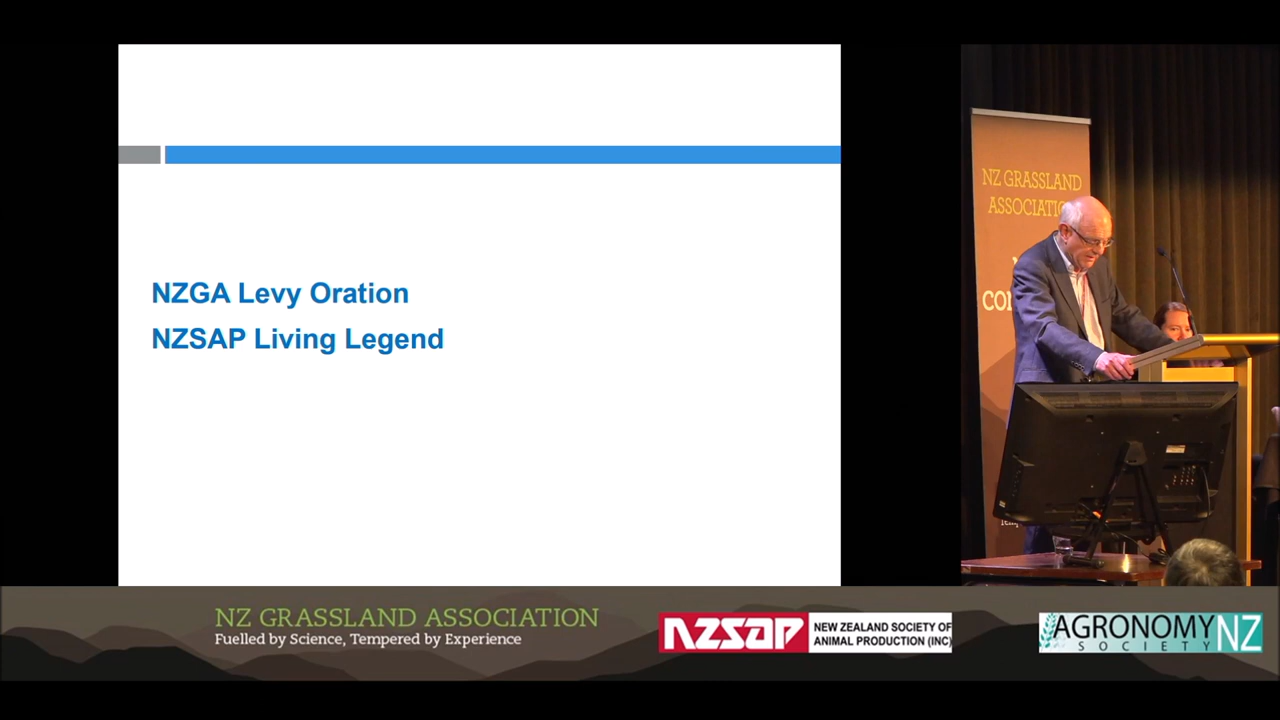 NZGA Levy Oration
NZSAP Living Legend
NZ GRASSLAND
ASSOCIATIO
CO
NZ GRASSLAND ASSOCIATION
Fuelled by Science, Tempered by Experience
NZSAP
NEW ZEALAND SOCIETY OF
ANIMAL PRODUCTION (INC)
AGRONOMY NZ
SOCIETY